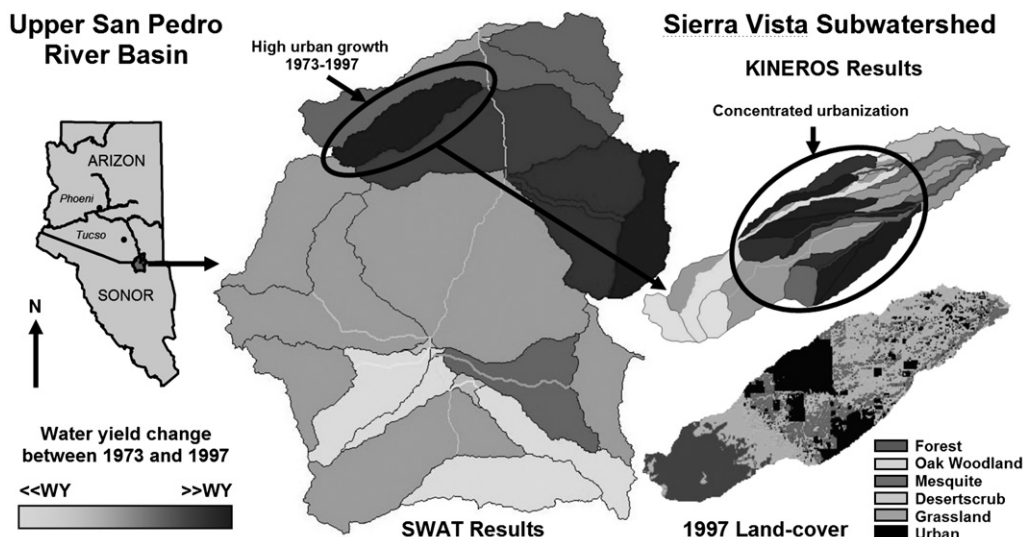 Upper San Pedro
River Basin
High urban growth
1973-1997
Sierra Vista Subwatershed
KINEROS Results
Concentrated urbanization
ARIZON
Phoeni
Tucso
SONOR
N
Water yield change
between 1973 and 1997
<<WY >>WY
SWAT Results
1997 Land-cover
Forest
Oak Woodland
Mesquite
Desertscrub
Grassland
Urban